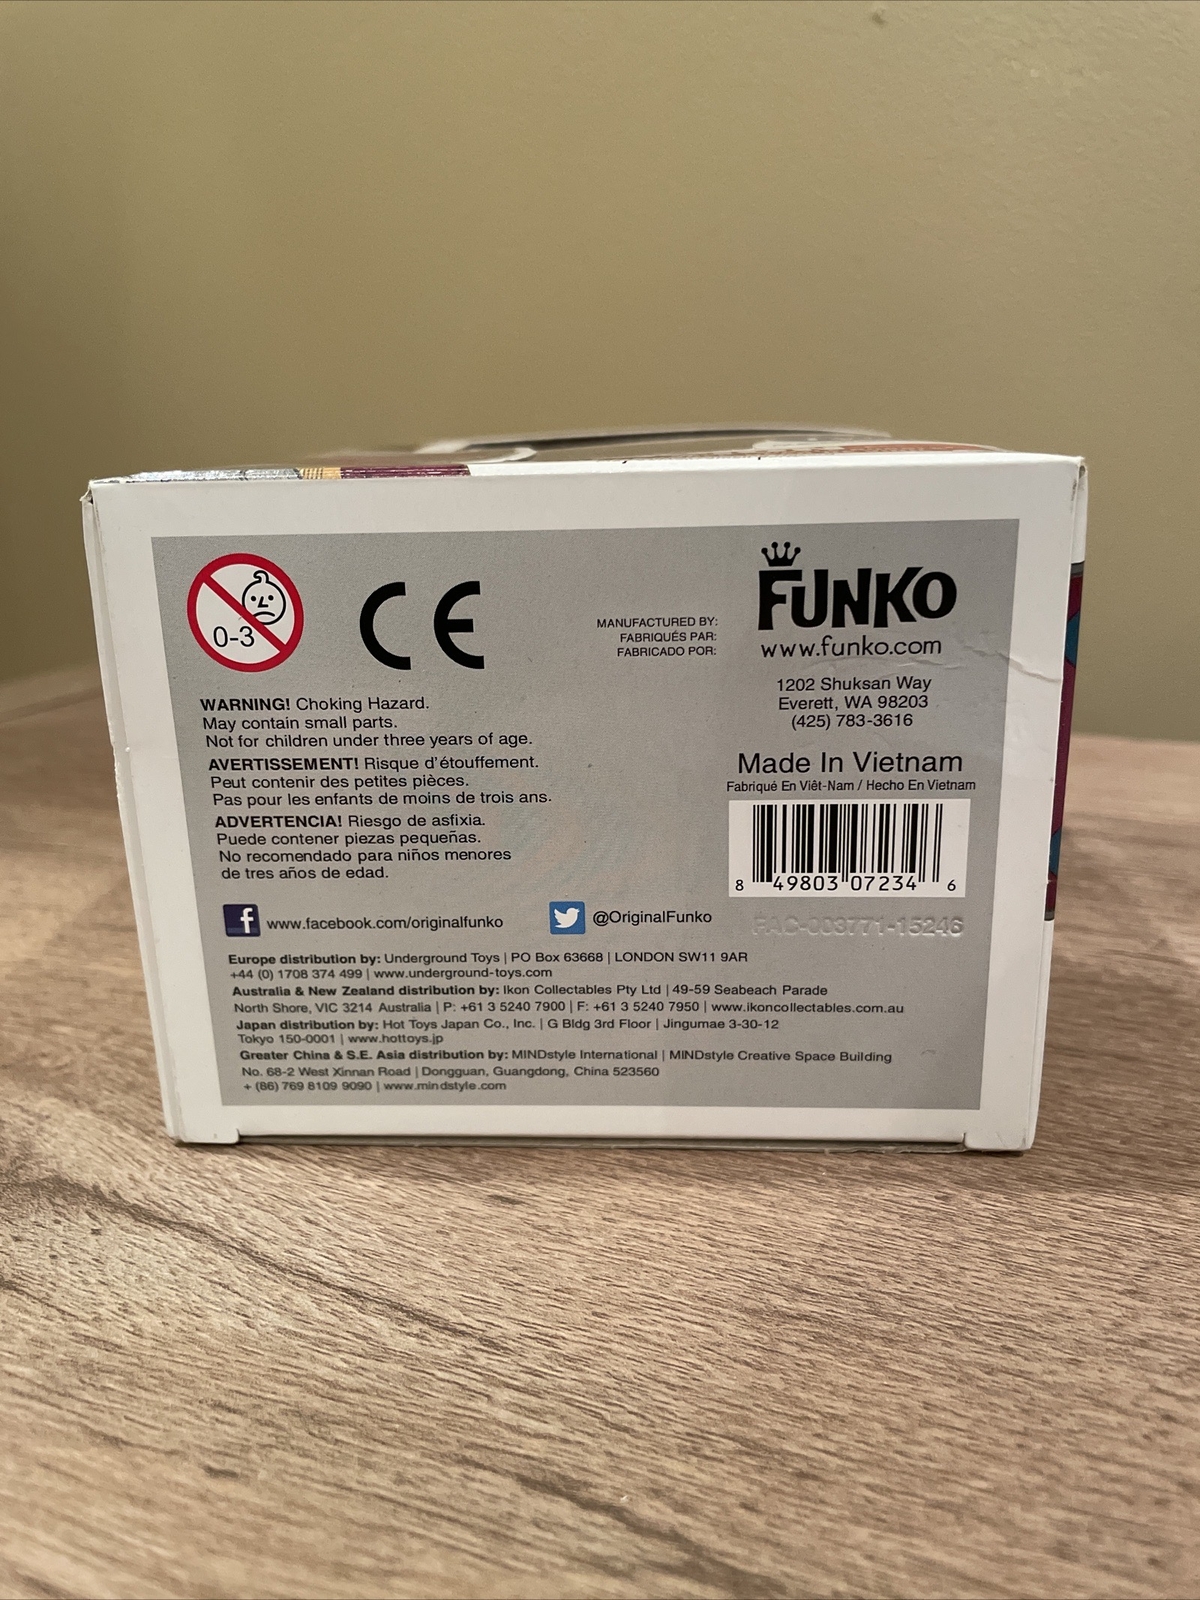 0-3
CE
MANUFACTURED BY:
FABRIQUÉS PAR:
FABRICADO POR:
FUNKO
www.funko.com
1202 Shuksan Way
Everett, WA 98203
(425) 783-3616
Made In Vietnam
Fabriqué En Viêt-Nam / Hecho En Vietnam
8 49803 07234 6
FAC-003771-15246
WARNING! Choking Hazard.
May contain small parts.
Not for children under three years of age.
AVERTISSEMENT! Risque d'étouffement.
Peut contenir des petites pièces.
Pas pour les enfants de moins de trois ans.
ADVERTENCIA! Riesgo de asfixia.
Puede contener piezas pequeñas.
No recomendado para niños menores
de tres años de edad.
f www.facebook.com/originalfunko
@OriginalFunko
Europe distribution by: Underground Toys | PO Box 63668 | LONDON SW11 9AR
+44 (0) 1708 374 499 | www.underground-toys.com
Australia & New Zealand distribution by: Ikon Collectables Pty Ltd | 49-59 Seabeach Parade
North Shore, VIC 3214 Australia | P: +61 3 5240 7900 | F: +61 3 5240 7950 | www.ikoncollectables.com.au
Japan distribution by: Hot Toys Japan Co., Inc. | G Bldg 3rd Floor | Jingumae 3-30-12
Tokyo 150-0001 | www.hottoys.jp
Greater China & S.E. Asia distribution by: MINDstyle International | MINDstyle Creative Space Building
No. 68-2 West Xinnan Road | Dongguan, Guangdong, China 523560
+ (86) 769 8109 9090 | www.mindstyle.com